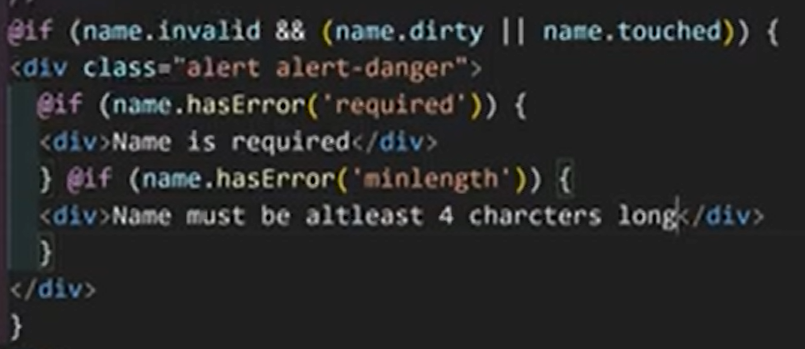 @if (name.invalid && (name.dirty || name.touched)) {
<div class="alert alert-danger">
@if (name.hasError('required')) {
<div>Name is required</div>
} @if (name.hasError('minlength')) {
<div>Name must be altleast 4 charcters long</div>
}
</div>
}